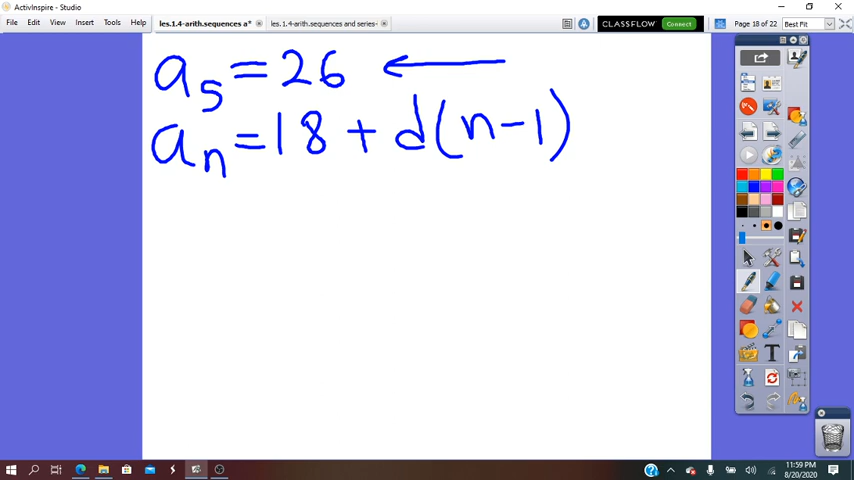 ActivInspire - Studio
File Edit View Insert Tools Help les.1.4-arith.sequences a* les.1.4-arith.sequences and series- CLASSFLOW Connect Page 18 of 22 Best Fit
a₅ = 26 ←
aₙ = 18 + d(n-1)
11:59 PM
8/20/2020